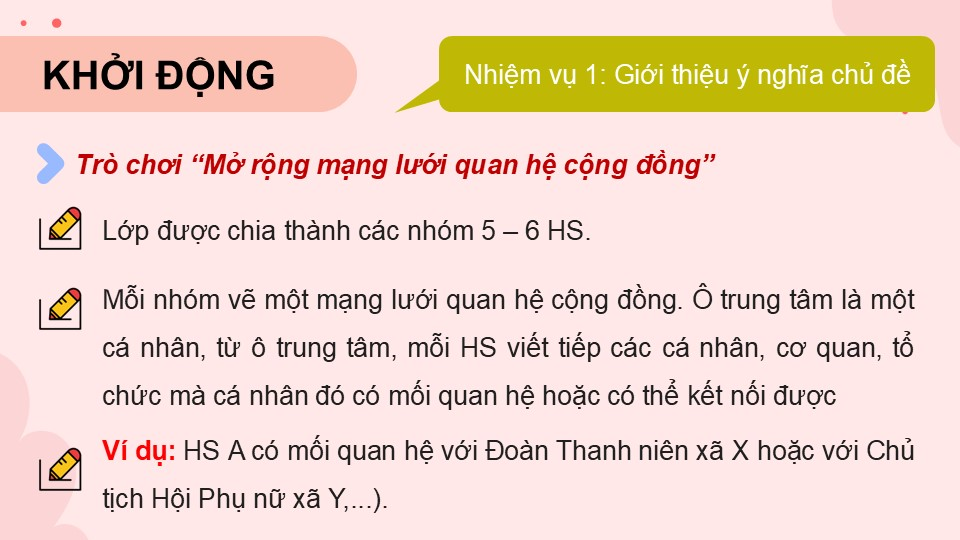 KHỞI ĐỘNG
Nhiệm vụ 1: Giới thiệu ý nghĩa chủ đề
Trò chơi “Mở rộng mạng lưới quan hệ cộng đồng”
Lớp được chia thành các nhóm 5 – 6 HS.
Mỗi nhóm vẽ một mạng lưới quan hệ cộng đồng. Ô trung tâm là một
cá nhân, từ ô trung tâm, mỗi HS viết tiếp các cá nhân, cơ quan, tổ
chức mà cá nhân đó có mối quan hệ hoặc có thể kết nối được
Ví dụ: HS A có mối quan hệ với Đoàn Thanh niên xã X hoặc với Chủ
tịch Hội Phụ nữ xã Y,...).